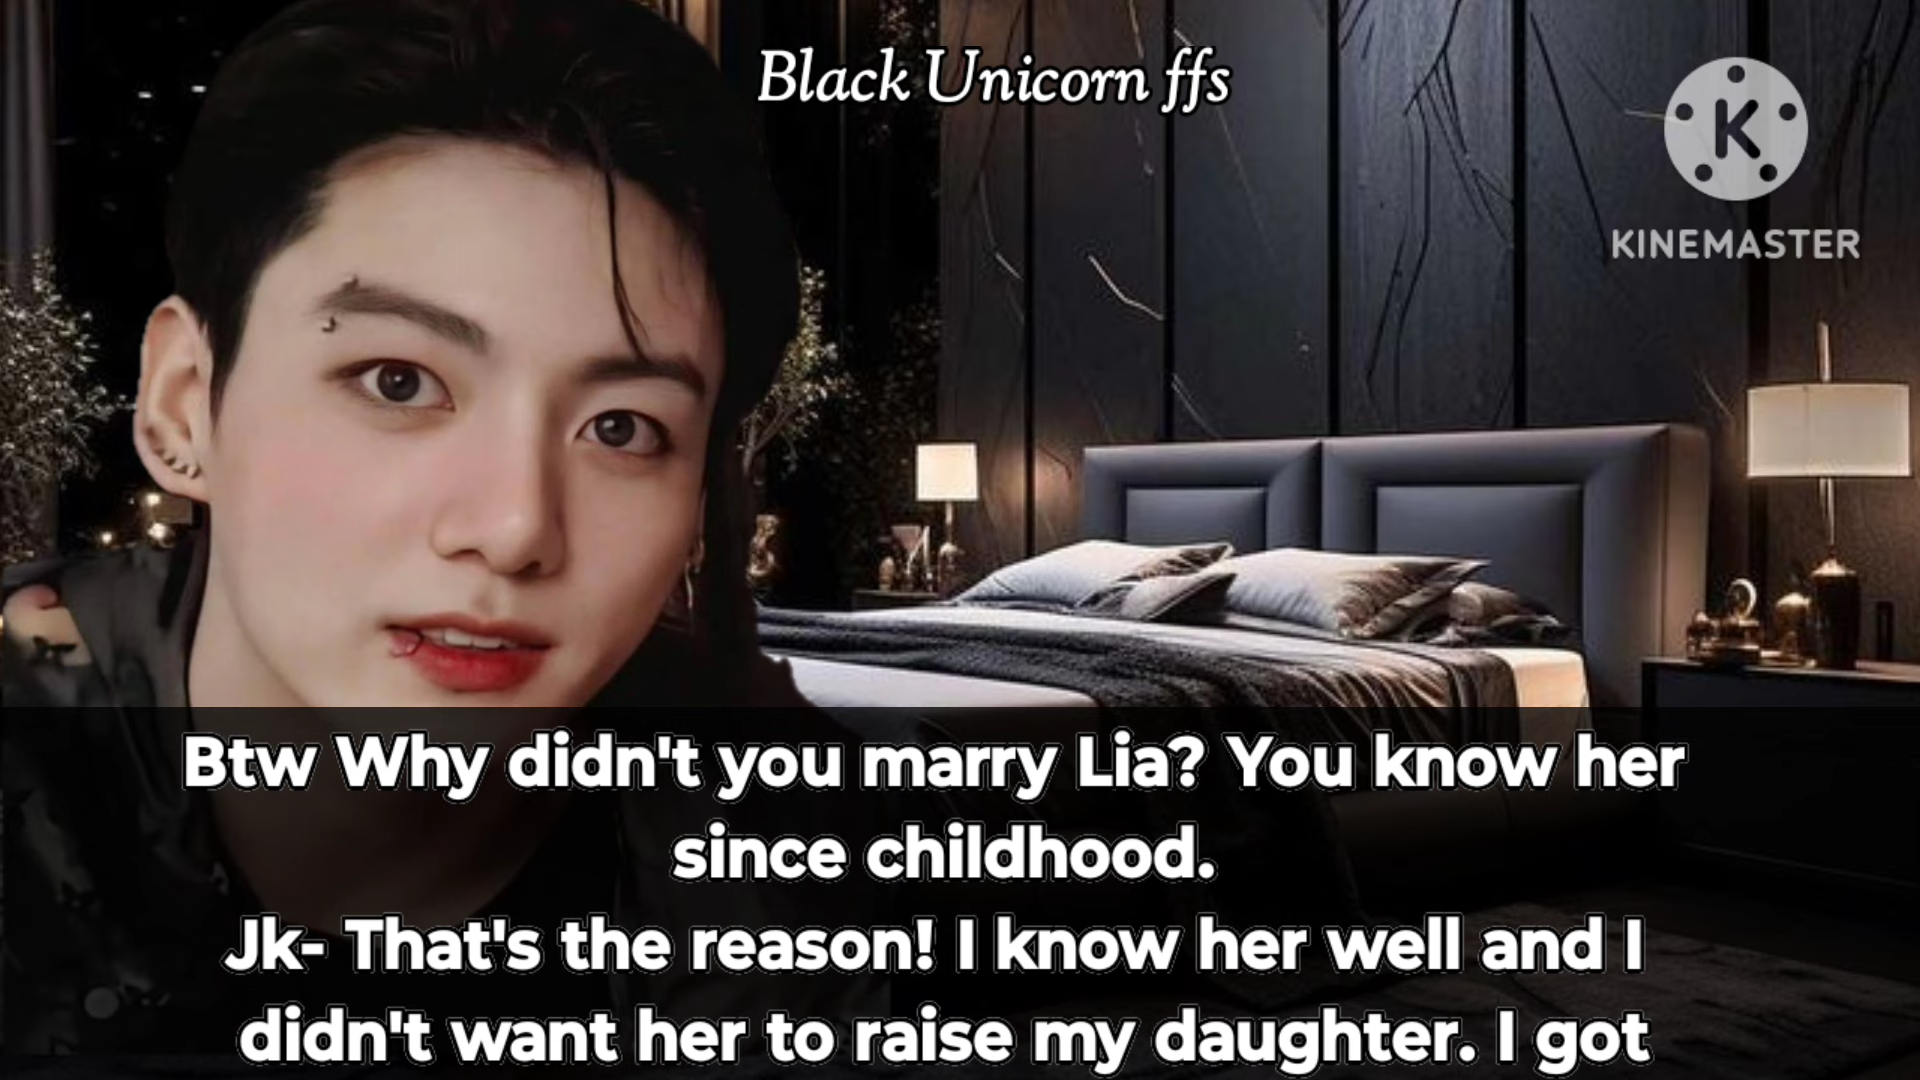 Black Unicorn ffs
KINEMASTER
Btw Why didn't you marry Lia? You know her
since childhood.
Jk- That's the reason! I know her well and I
didn't want her to raise my daughter. I got